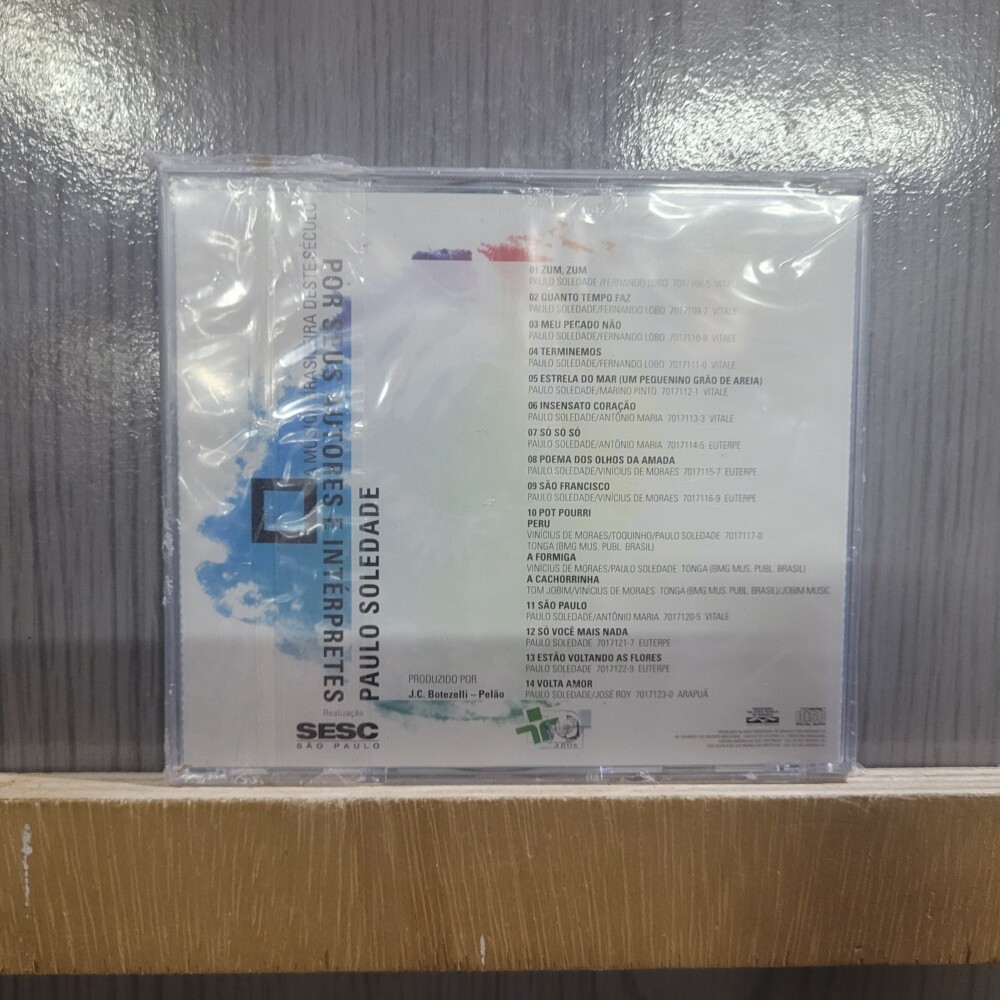 A MÚSICA BRASILEIRA DESTE SÉCULO
POR SEUS AUTORES E INTÉRPRETES
PAULO SOLEDADE
01 ZUM, ZUM
PAULO SOLEDADE/FERNANDO LOBO 7017108-5 VITALE
02 QUANTO TEMPO FAZ
PAULO SOLEDADE/FERNANDO LOBO 7017109-7 VITALE
03 MEU PECADO NÃO
PAULO SOLEDADE/FERNANDO LOBO 7017110-8 VITALE
04 TERMINEMOS
PAULO SOLEDADE/FERNANDO LOBO 7017111-0 VITALE
05 ESTRELA DO MAR (UM PEQUENINO GRÃO DE AREIA)
PAULO SOLEDADE/MARINO PINTO 7017112-1 VITALE
06 INSENSATO CORAÇÃO
PAULO SOLEDADE/ANTÔNIO MARIA 7017113-3 VITALE
07 SÓ SÓ SÓ
PAULO SOLEDADE/ANTÔNIO MARIA 7017114-5 EUTERPE
08 POEMA DOS OLHOS DA AMADA
PAULO SOLEDADE/VINÍCIUS DE MORAES 7017115-7 EUTERPE
09 SÃO FRANCISCO
PAULO SOLEDADE/VINÍCIUS DE MORAES 7017116-9 EUTERPE
10 POT POURRI
PERU
VINÍCIUS DE MORAES/TOQUINHO/PAULO SOLEDADE 7017117-0
TONGA (BMG MUS. PUBL. BRASIL)
A FORMIGA
VINÍCIUS DE MORAES/PAULO SOLEDADE TONGA (BMG MUS. PUBL. BRASIL)
A CACHORRINHA
TOM JOBIM/VINÍCIUS DE MORAES TONGA (BMG MUS. PUBL. BRASIL)/JOBIM MUSIC
11 SÃO PAULO
PAULO SOLEDADE/ANTÔNIO MARIA 7017120-5 VITALE
12 SÓ VOCÊ MAIS NADA
PAULO SOLEDADE 7017121-7 EUTERPE
13 ESTÃO VOLTANDO AS FLORES
PAULO SOLEDADE 7017122-9 EUTERPE
14 VOLTA AMOR
PAULO SOLEDADE/JOSÉ ROY 7017123-0 ARAPUÃ
PRODUZIDO POR
J.C. Botezelli – Pelão
Realização
SESC
SÃO PAULO
anos